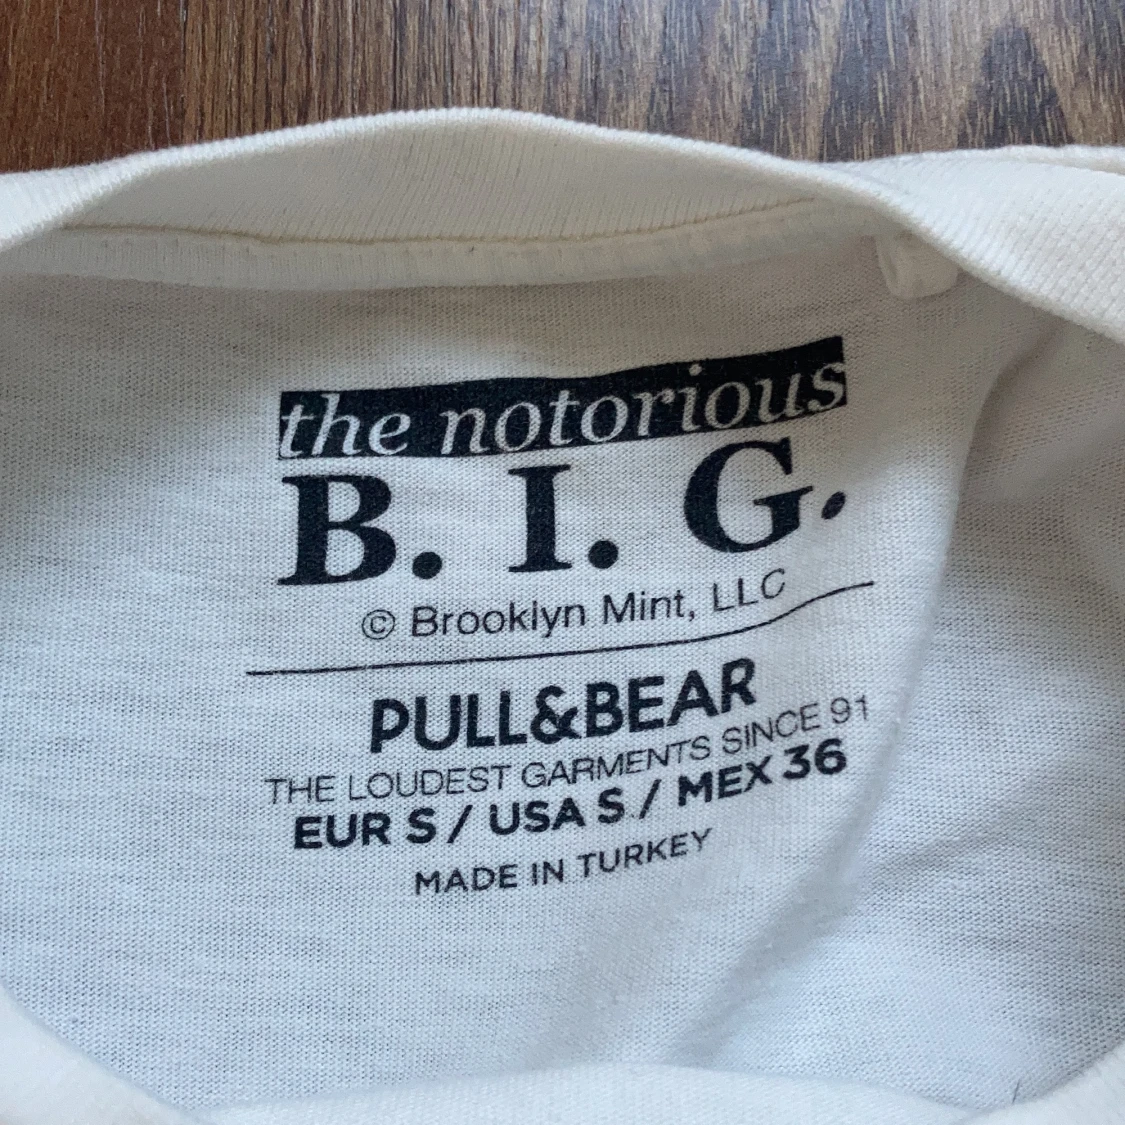 the notorious
B. I. G.
© Brooklyn Mint, LLC
PULL&BEAR
THE LOUDEST GARMENTS SINCE 91
EUR S / USA S / MEX 36
MADE IN TURKEY